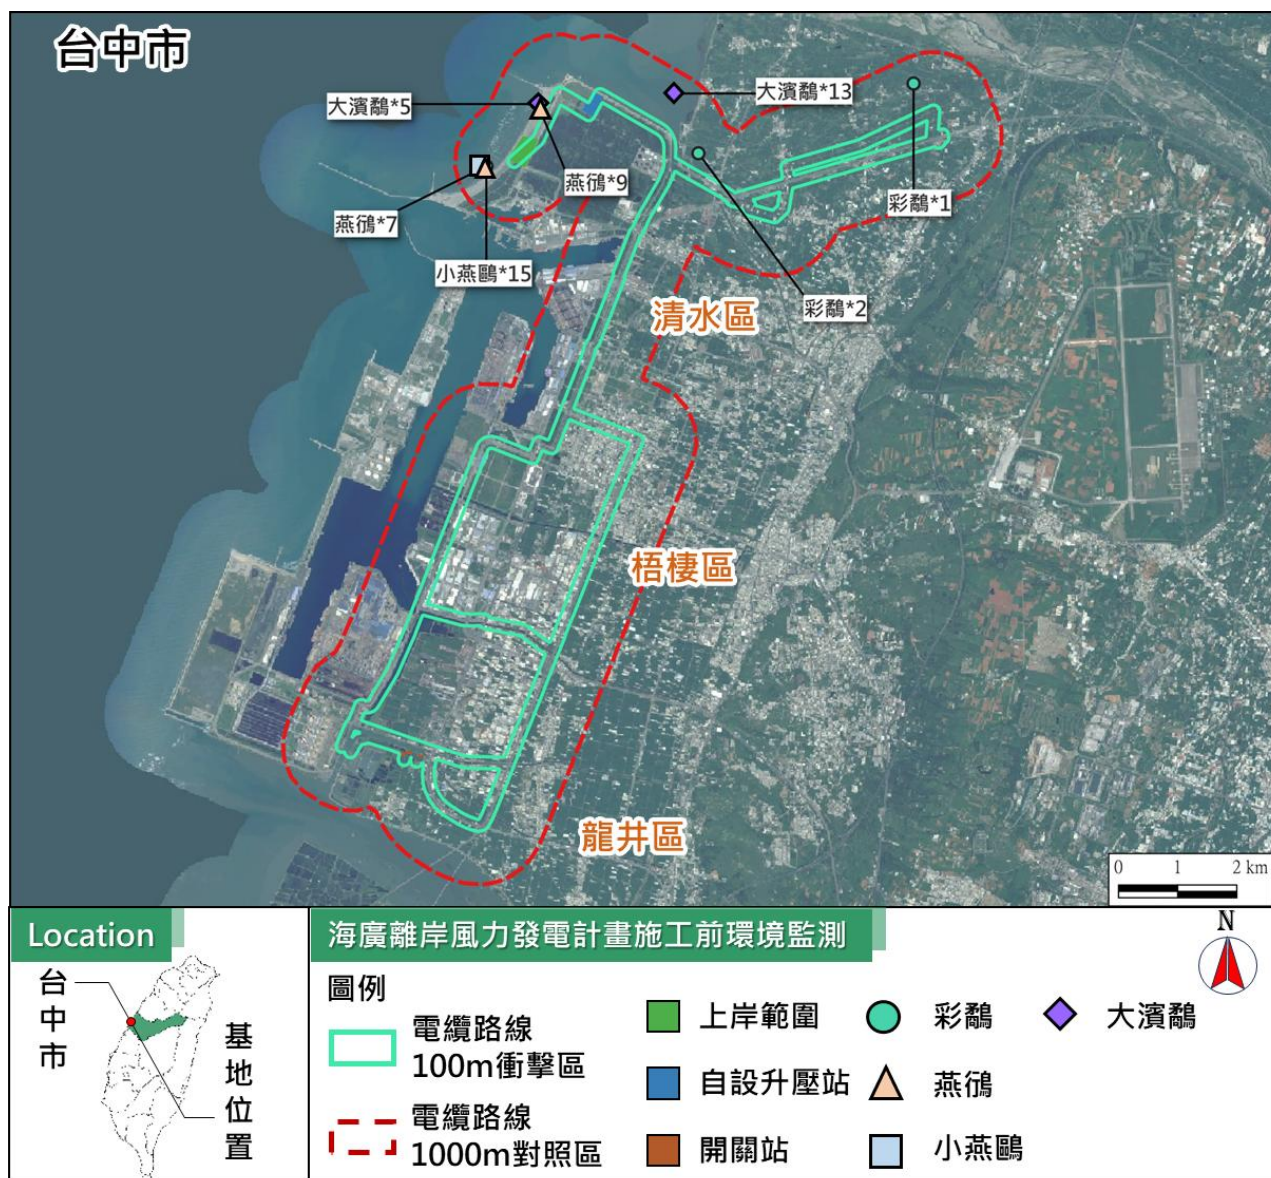 台中市
大濱鷸*5
大濱鷸*13
燕鴴*9
彩鷸*1
燕鴴*7
小燕鷗*15
彩鷸*2
清水區
梧棲區
龍井區
0 1 2 km
Location
台中市
基地位置
海廣離岸風力發電計畫施工前環境監測
N
圖例
電纜路線
100m衝擊區
電纜路線
1000m對照區
上岸範圍
自設升壓站
開關站
彩鷸
燕鴴
小燕鷗
大濱鷸